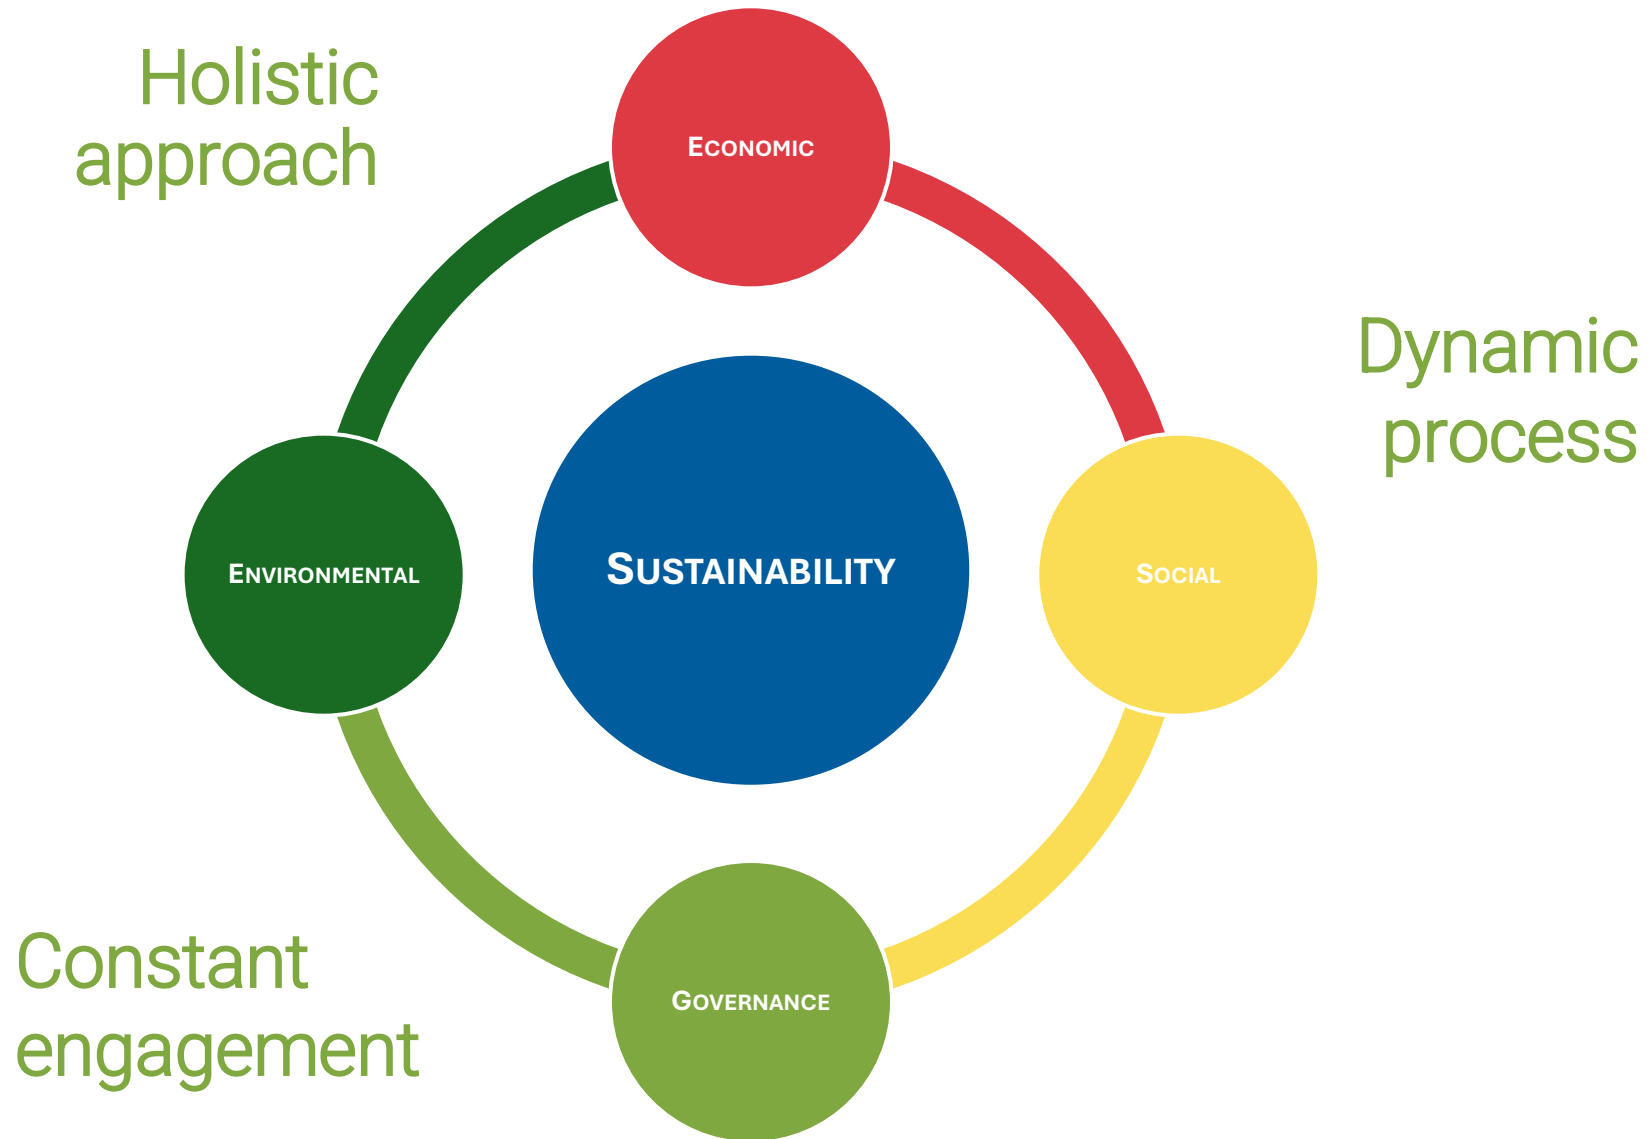 Holistic
approach
ECONOMIC
Dynamic
process
ENVIRONMENTAL
SUSTAINABILITY
SOCIAL
Constant
engagement
GOVERNANCE